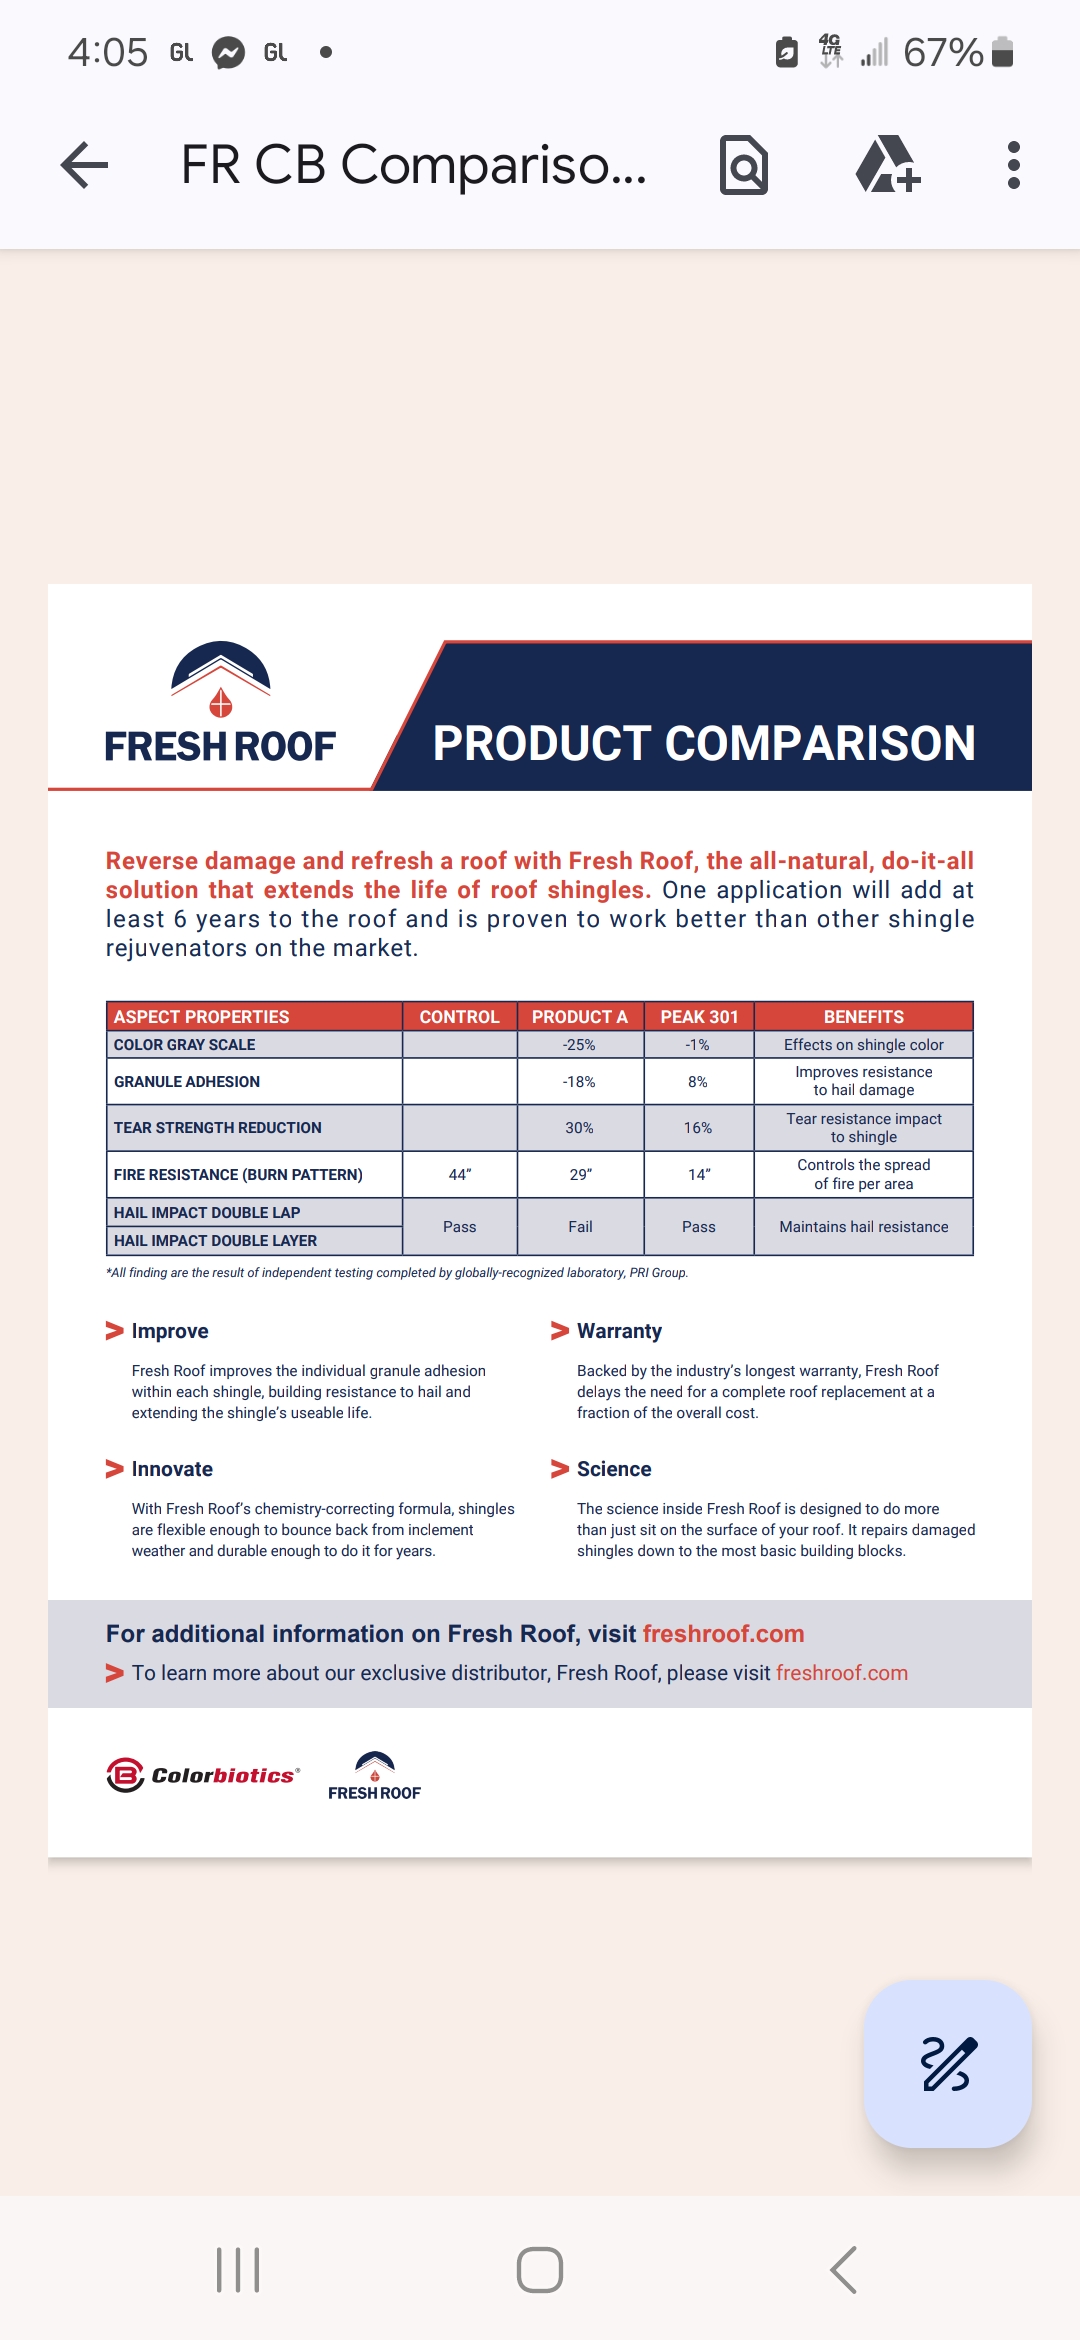 4:05 GL GL 4G LTE 67%
FR CB Compariso...
FRESH ROOF
PRODUCT COMPARISON
Reverse damage and refresh a roof with Fresh Roof, the all-natural, do-it-all
solution that extends the life of roof shingles. One application will add at
least 6 years to the roof and is proven to work better than other shingle
rejuvenators on the market.
ASPECT PROPERTIES CONTROL PRODUCT A PEAK 301 BENEFITS
COLOR GRAY SCALE -25% -1% Effects on shingle color
GRANULE ADHESION -18% 8% Improves resistance
to hail damage
TEAR STRENGTH REDUCTION 30% 16% Tear resistance impact
to shingle
FIRE RESISTANCE (BURN PATTERN) 44” 29” 14” Controls the spread
of fire per area
HAIL IMPACT DOUBLE LAP
HAIL IMPACT DOUBLE LAYER
Pass Fail Pass Maintains hail resistance
*All finding are the result of independent testing completed by globally-recognized laboratory, PRI Group.
> Improve
Fresh Roof improves the individual granule adhesion
within each shingle, building resistance to hail and
extending the shingle’s useable life.
> Warranty
Backed by the industry’s longest warranty, Fresh Roof
delays the need for a complete roof replacement at a
fraction of the overall cost.
> Innovate
With Fresh Roof’s chemistry-correcting formula, shingles
are flexible enough to bounce back from inclement
weather and durable enough to do it for years.
> Science
The science inside Fresh Roof is designed to do more
than just sit on the surface of your roof. It repairs damaged
shingles down to the most basic building blocks.
For additional information on Fresh Roof, visit freshroof.com
> To learn more about our exclusive distributor, Fresh Roof, please visit freshroof.com
B Colorbiotics®
FRESH ROOF